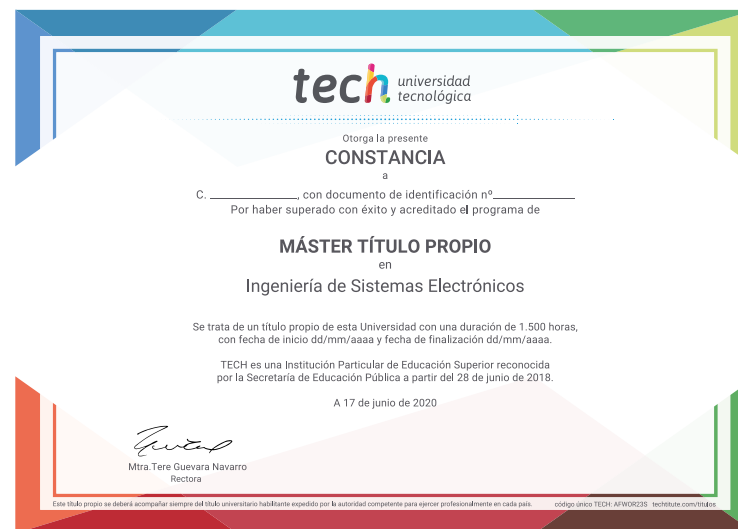 tech universidad
tecnológica
Otorga la presente
CONSTANCIA
a
C. ______________, con documento de identificación nº______________
Por haber superado con éxito y acreditado el programa de
MÁSTER TÍTULO PROPIO
en
Ingeniería de Sistemas Electrónicos
Se trata de un título propio de esta Universidad con una duración de 1.500 horas,
con fecha de inicio dd/mm/aaaa y fecha de finalización dd/mm/aaaa.
TECH es una Institución Particular de Educación Superior reconocida
por la Secretaría de Educación Pública a partir del 28 de junio de 2018.
A 17 de junio de 2020
Mtra.Tere Guevara Navarro
Rectora
Este título propio se deberá acompañar siempre del título universitario habilitante expedido por la autoridad competente para ejercer profesionalmente en cada país. código único TECH: AFWOR23S techtitute.com/títulos